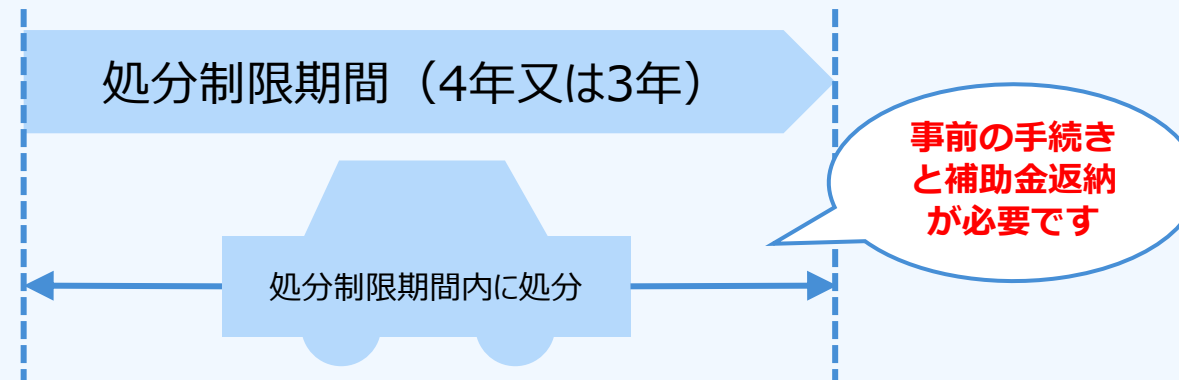 処分制限期間（4年又は3年）
事前の手続き
と補助金返納
が必要です
処分制限期間内に処分